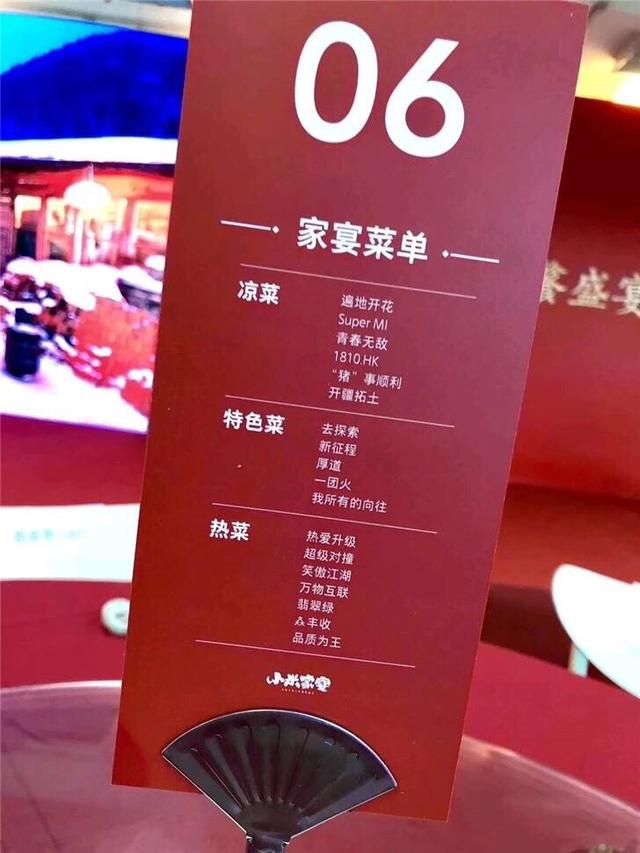 06
家宴菜单
凉菜
遍地开花
Super MI
青春无敌
1810.HK
“猪”事顺利
开疆拓土
特色菜
去探索
新征程
厚道
一团火
我所有的向往
热菜
热爱升级
超级对撞
笑傲江湖
万物互联
翡翠绿
猋丰收
品质为王
小米家宴
盛宴